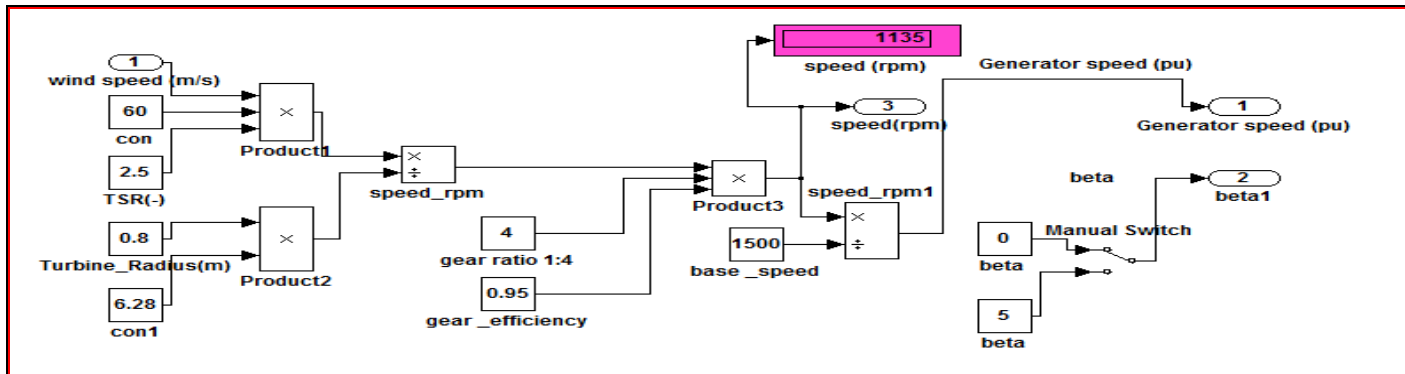 1
wind speed (m/s)
60
con
2.5
TSR(-)
0.8
Turbine_Radius(m)
6.28
con1
×
Product1
×
Product2
×
÷
speed_rpm
4
gear ratio 1:4
0.95
gear _efficiency
×
Product3
1135
speed (rpm)
3
speed(rpm)
speed_rpm1
×
÷
1500
base _speed
Generator speed (pu)
1
Generator speed (pu)
beta
2
beta1
Manual Switch
0
beta
5
beta